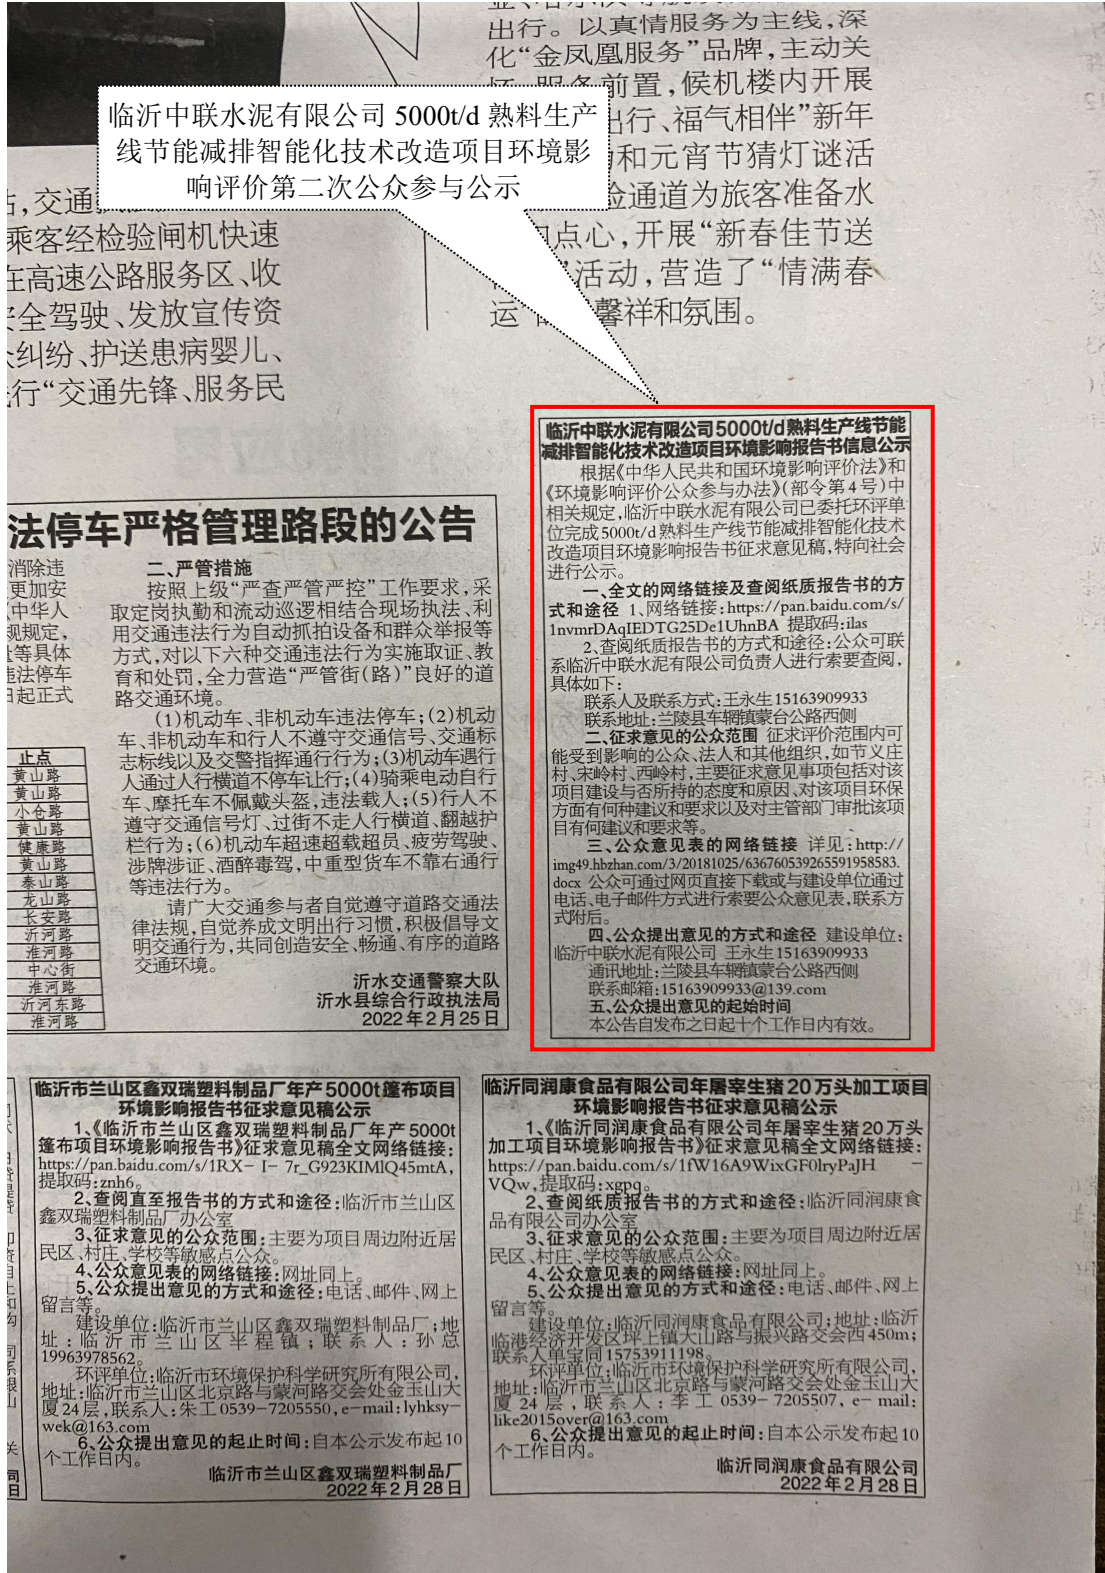 出行。以真情服务为主线,深
化“金凤凰服务”品牌,主动关
服务前置,候机楼内开展
出行、福气相伴”新年
和元宵节猜灯谜活
通道为旅客准备水
点心,开展“新春佳节送
”活动,营造了“情满春
运
馨祥和氛围。
临沂中联水泥有限公司 5000t/d 熟料生产
线节能减排智能化技术改造项目环境影
响评价第二次公众参与公示
,交通
乘客经检验闸机快速
在高速公路服务区、收
安全驾驶、发放宣传资
纠纷、护送患病婴儿、
行“交通先锋、服务民
法停车严格管理路段的公告
消除违
更加安
中华人
规规定,
等具体
违法停车
日起正式
止点
黄山路
黄山路
小仓路
黄山路
健康路
黄山路
泰山路
龙山路
长安路
沂河路
淮河路
中心街
淮河路
沂河东路
淮河路
二、严管措施
按照上级“严查严管严控”工作要求,采
取定岗执勤和流动巡逻相结合现场执法、利
用交通违法行为自动抓拍设备和群众举报等
方式,对以下六种交通违法行为实施取证、教
育和处罚,全力营造“严管街(路)”良好的道
路交通环境。
(1)机动车、非机动车违法停车;(2)机动
车、非机动车和行人不遵守交通信号、交通标
志标线以及交警指挥通行行为;(3)机动车遇行
人通过人行横道不停车让行;(4)骑乘电动自行
车、摩托车不佩戴头盔,违法载人;(5)行人不
遵守交通信号灯、过街不走人行横道、翻越护
栏行为;(6)机动车超速超载超员、疲劳驾驶、
涉牌涉证、酒醉毒驾,中重型货车不靠右通行
等违法行为。
请广大交通参与者自觉遵守道路交通法
律法规,自觉养成文明出行习惯,积极倡导文
明交通行为,共同创造安全、畅通、有序的道路
交通环境。
沂水交通警察大队
沂水县综合行政执法局
2022年2月25日
临沂中联水泥有限公司5000t/d熟料生产线节能
减排智能化技术改造项目环境影响报告书信息公示
根据《中华人民共和国环境影响评价法》和
《环境影响评价公众参与办法》(部令第4号)中
相关规定,临沂中联水泥有限公司已委托环评单
位完成5000t/d熟料生产线节能减排智能化技术
改造项目环境影响报告书征求意见稿,特向社会
进行公示。
一、全文的网络链接及查阅纸质报告书的方
式和途径 1、网络链接:https://pan.baidu.com/s/
1nvmrDAqIEDTG25De1UhnBA 提取码:ilas
2、查阅纸质报告书的方式和途径:公众可联
系临沂中联水泥有限公司负责人进行索要查阅,
具体如下:
联系人及联系方式:王永生15163909933
联系地址:兰陵县车辋镇蒙台公路西侧
二、征求意见的公众范围 征求评价范围内可
能受到影响的公众、法人和其他组织,如节义庄
村、宋岭村、西岭村,主要征求意见事项包括对该
项目建设与否所持的态度和原因、对该项目环保
方面有何种建议和要求以及对主管部门审批该项
目有何建议和要求等。
三、公众意见表的网络链接 详见:http://
img49.hbzhan.com/3/20181025/636760539265591958583.
docx 公众可通过网页直接下载或与建设单位通过
电话、电子邮件方式进行索要公众意见表,联系方
式附后。
四、公众提出意见的方式和途径 建设单位:
临沂中联水泥有限公司 王永生15163909933
通讯地址:兰陵县车辋镇蒙台公路西侧
联系邮箱:15163909933@139.com
五、公众提出意见的起始时间
本公告自发布之日起十个工作日内有效。
临沂市兰山区鑫双瑞塑料制品厂年产5000t篷布项目
环境影响报告书征求意见稿公示
1、《临沂市兰山区鑫双瑞塑料制品厂年产5000t
篷布项目环境影响报告书》征求意见稿全文网络链接:
https://pan.baidu.com/s/1RX- I- 7r_G923KIMlQ45mtA,
提取码:znh6。
2、查阅直至报告书的方式和途径:临沂市兰山区
鑫双瑞塑料制品厂办公室
3、征求意见的公众范围:主要为项目周边附近居
民区、村庄、学校等敏感点公众。
4、公众意见表的网络链接:网址同上。
5、公众提出意见的方式和途径:电话、邮件、网上
留言等。
建设单位:临沂市兰山区鑫双瑞塑料制品厂;地
址:临沂市兰山区半程镇;联系人:孙总
19963978562。
环评单位:临沂市环境保护科学研究所有限公司,
地址:临沂市兰山区北京路与蒙河路交会处金玉山大
厦24层,联系人:朱工0539-7205550,e-mail:lyhksy-
wek@163.com
6、公众提出意见的起止时间:自本公示发布起10
个工作日内。
临沂市兰山区鑫双瑞塑料制品厂
2022年2月28日
临沂同润康食品有限公司年屠宰生猪20万头加工项目
环境影响报告书征求意见稿公示
1、《临沂同润康食品有限公司年屠宰生猪20万头
加工项目环境影响报告书》征求意见稿全文网络链接:
https://pan.baidu.com/s/1fW16A9WixGF0lryPaJH -
VQw,提取码:xgpq。
2、查阅纸质报告书的方式和途径:临沂同润康食
品有限公司办公室
3、征求意见的公众范围:主要为项目周边附近居
民区、村庄、学校等敏感点公众。
4、公众意见表的网络链接:网址同上。
5、公众提出意见的方式和途径:电话、邮件、网上
留言等。
建设单位:临沂同润康食品有限公司;地址:临沂
临港经济开发区坪上镇大山路与振兴路交会西450m;
联系人单宝同15753911198。
环评单位:临沂市环境保护科学研究所有限公司,
地址:临沂市兰山区北京路与蒙河路交会处金玉山大
厦24层,联系人:李工0539-7205507,e-mail:
like2015over@163.com
6、公众提出意见的起止时间:自本公示发布起10
个工作日内。
临沂同润康食品有限公司
2022年2月28日